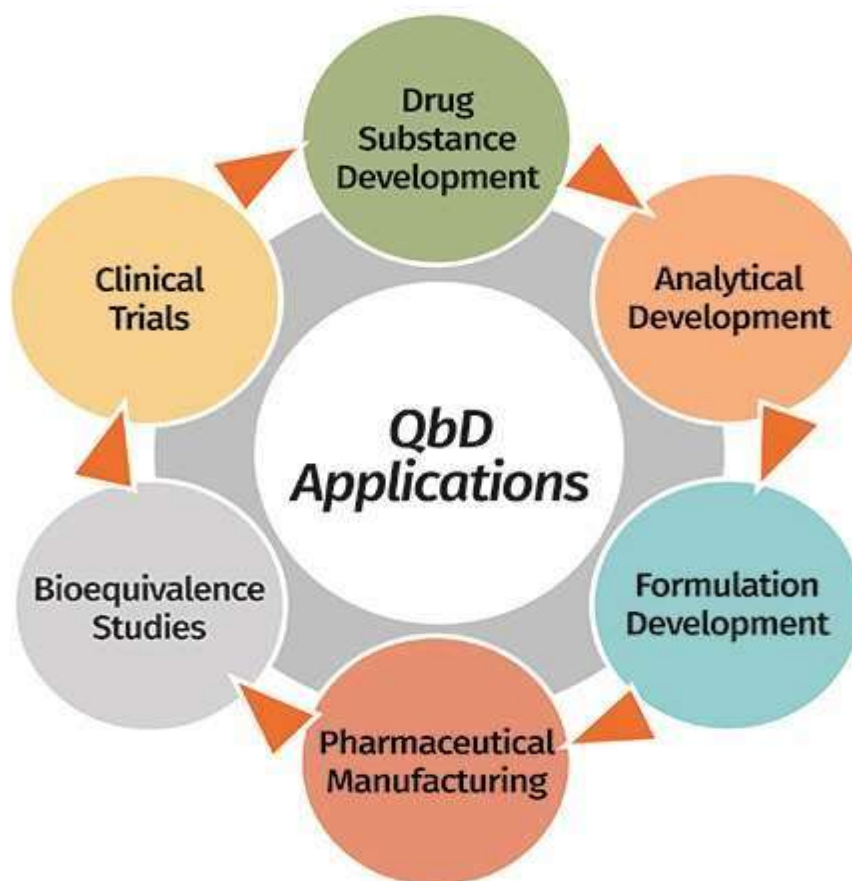 Drug
Substance
Development
Analytical
Development
Formulation
Development
Pharmaceutical
Manufacturing
Bioequivalence
Studies
Clinical
Trials
QbD
Applications